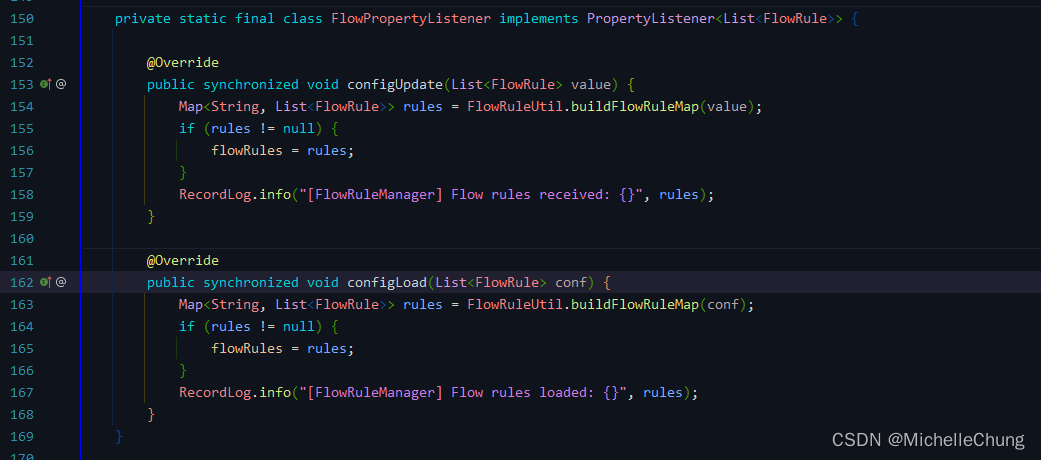 150 private static final class FlowPropertyListener implements PropertyListener<List<FlowRule>> {
151
152 @Override
153 @ public synchronized void configUpdate(List<FlowRule> value) {
154 Map<String, List<FlowRule>> rules = FlowRuleUtil.buildFlowRuleMap(value);
155 if (rules != null) {
156 flowRules = rules;
157 }
158 RecordLog.info("[FlowRuleManager] Flow rules received: {}", rules);
159 }
160
161 @Override
162 @ public synchronized void configLoad(List<FlowRule> conf) {
163 Map<String, List<FlowRule>> rules = FlowRuleUtil.buildFlowRuleMap(conf);
164 if (rules != null) {
165 flowRules = rules;
166 }
167 RecordLog.info("[FlowRuleManager] Flow rules loaded: {}", rules);
168 }
169 }
170
CSDN @MichelleChung